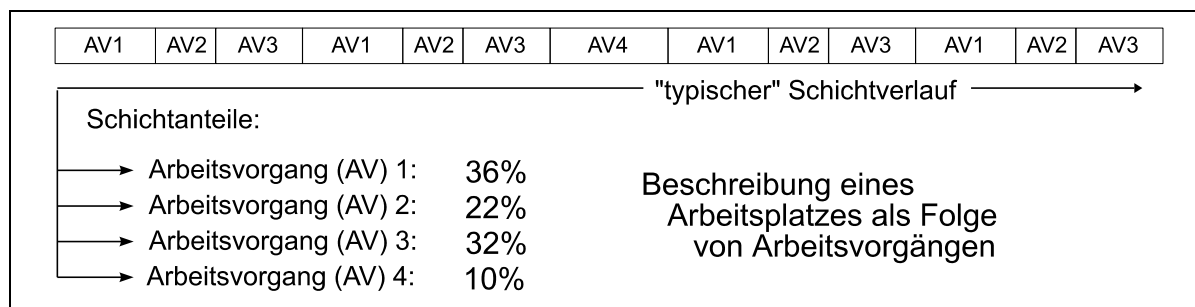 AV1 AV2 AV3 AV1 AV2 AV3 AV4 AV1 AV2 AV3 AV1 AV2 AV3
"typischer" Schichtverlauf
Schichtanteile:
Arbeitsvorgang (AV) 1: 36%
Arbeitsvorgang (AV) 2: 22%
Arbeitsvorgang (AV) 3: 32%
Arbeitsvorgang (AV) 4: 10%
Beschreibung eines
Arbeitsplatzes als Folge
von Arbeitsvorgängen